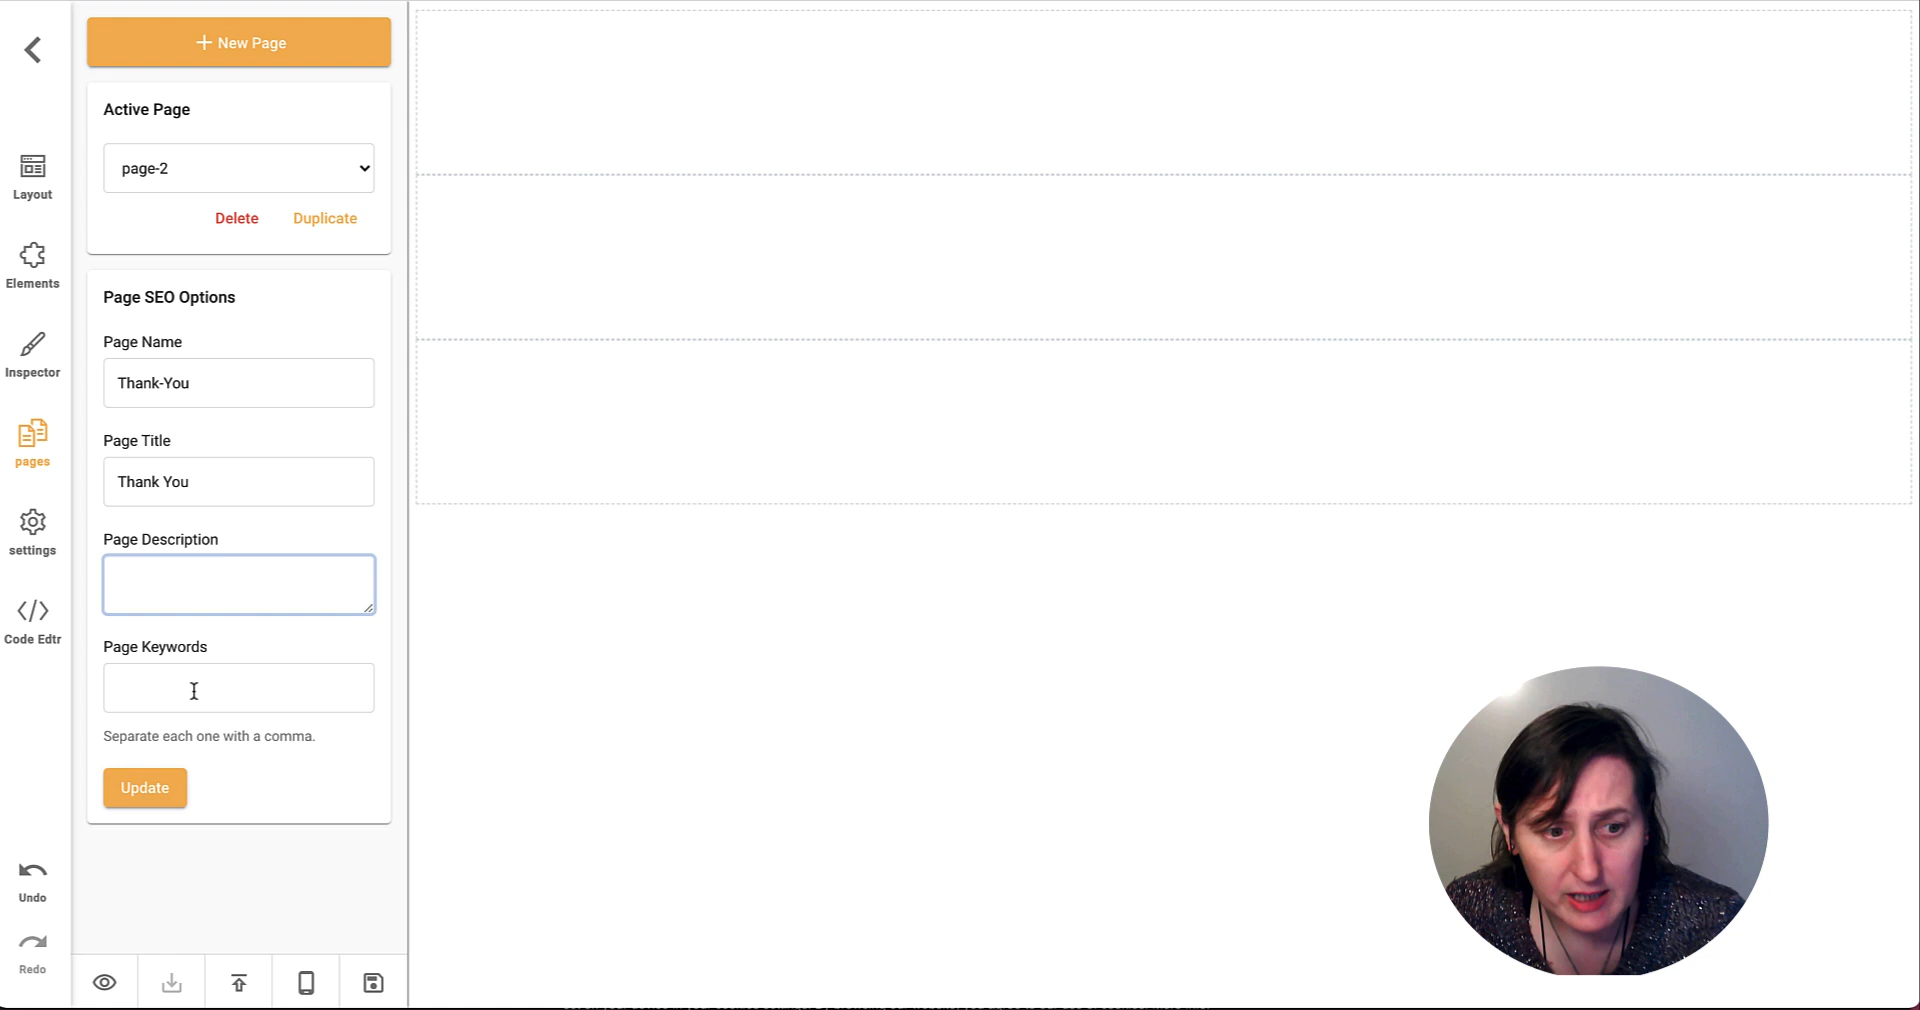 + New Page
Active Page
page-2
Delete Duplicate
Page SEO Options
Page Name
Thank-You
Page Title
Thank You
Page Description
Page Keywords
Separate each one with a comma.
Update
Layout
Elements
Inspector
pages
settings
Code Edtr
Undo
Redo